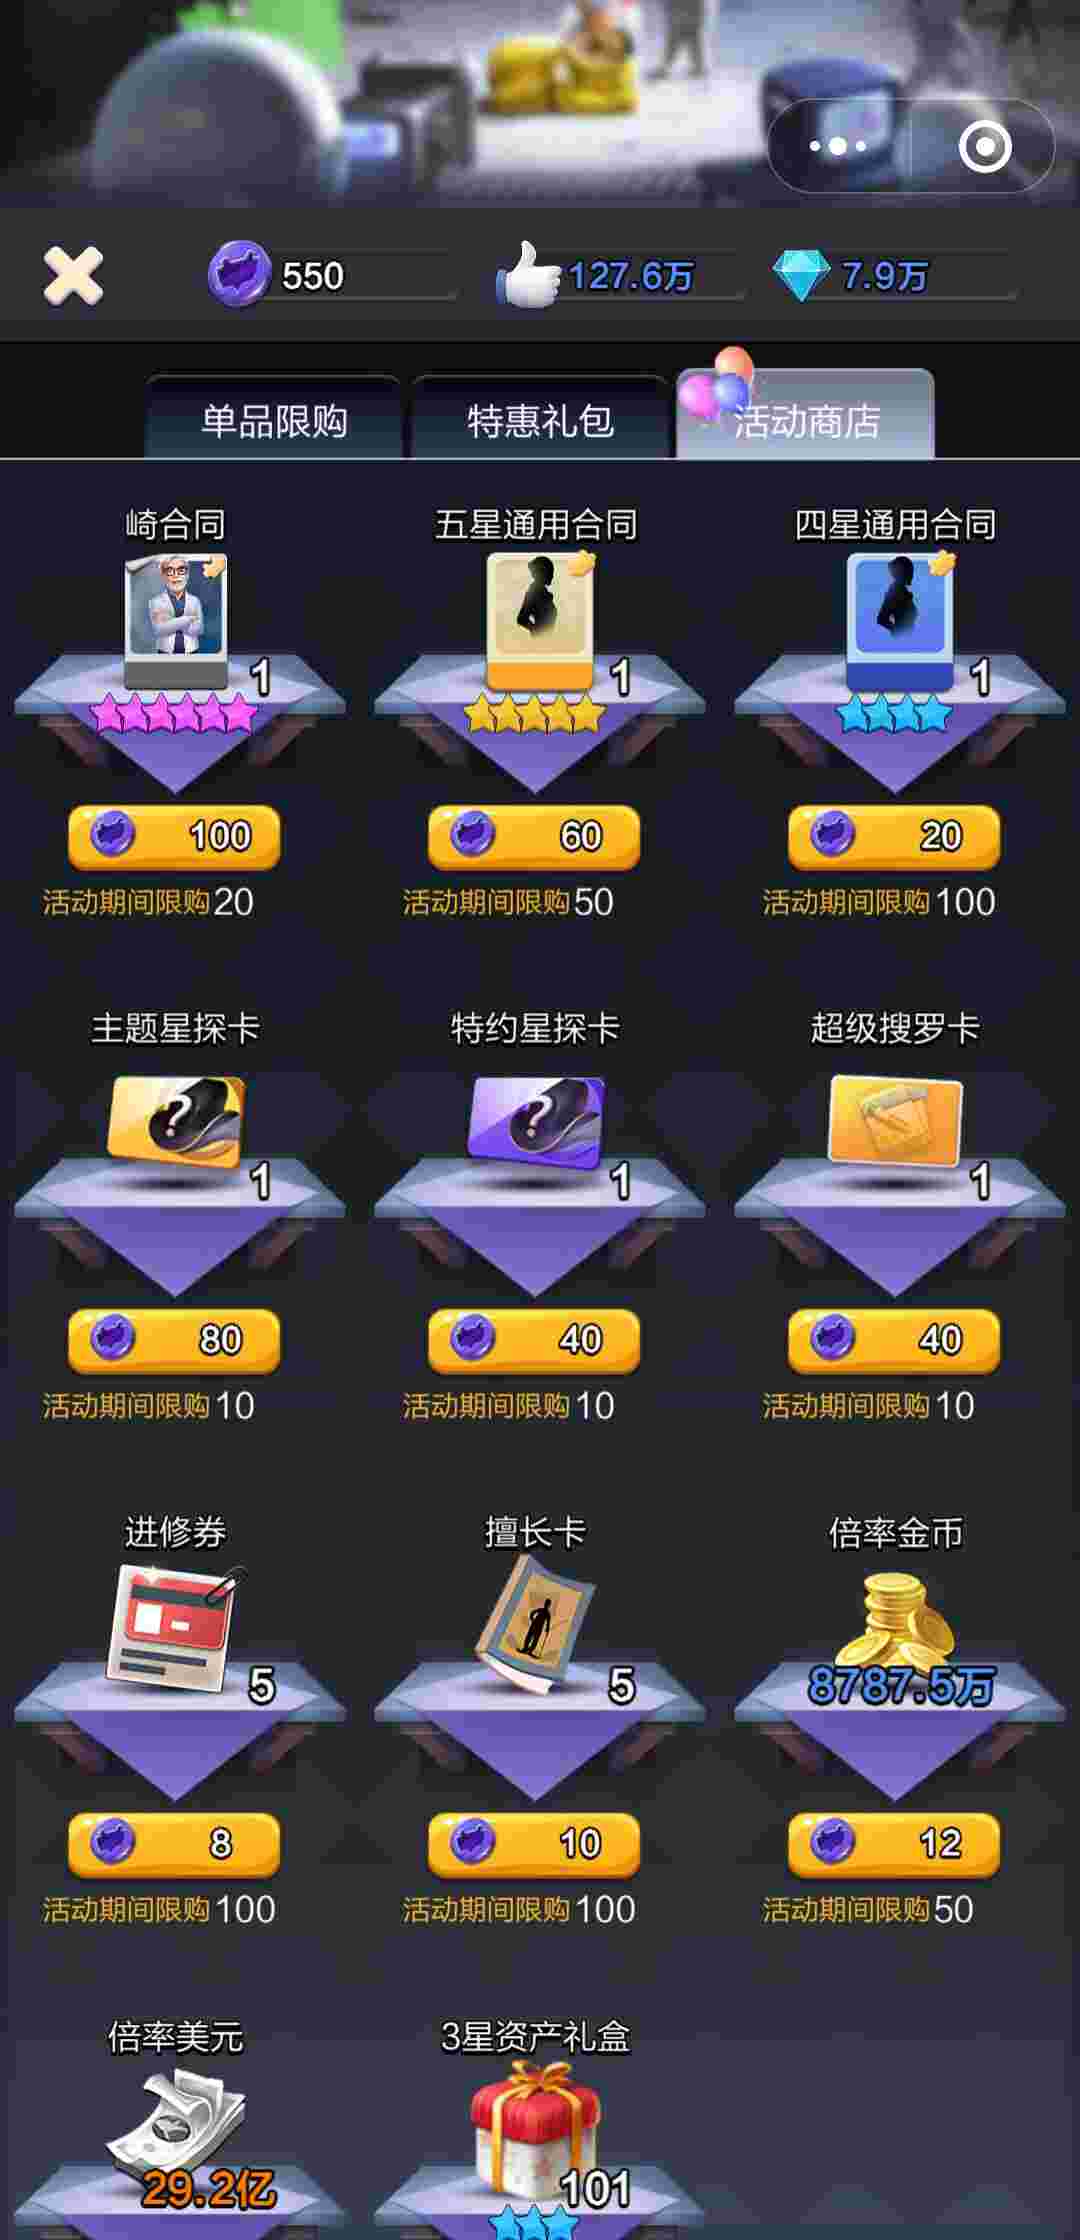 550 127.6万 7.9万
单品限购 特惠礼包 活动商店
崎合同 五星通用合同 四星通用合同
1 1 1
100 60 20
活动期间限购20 活动期间限购50 活动期间限购100
主题星探卡 特约星探卡 超级搜罗卡
? ?
1 1 1
80 40 40
活动期间限购10 活动期间限购10 活动期间限购10
进修券 擅长卡 倍率金币
5 5 8787.5万
8 10 12
活动期间限购100 活动期间限购100 活动期间限购50
倍率美元 3星资产礼盒
29.2亿 101